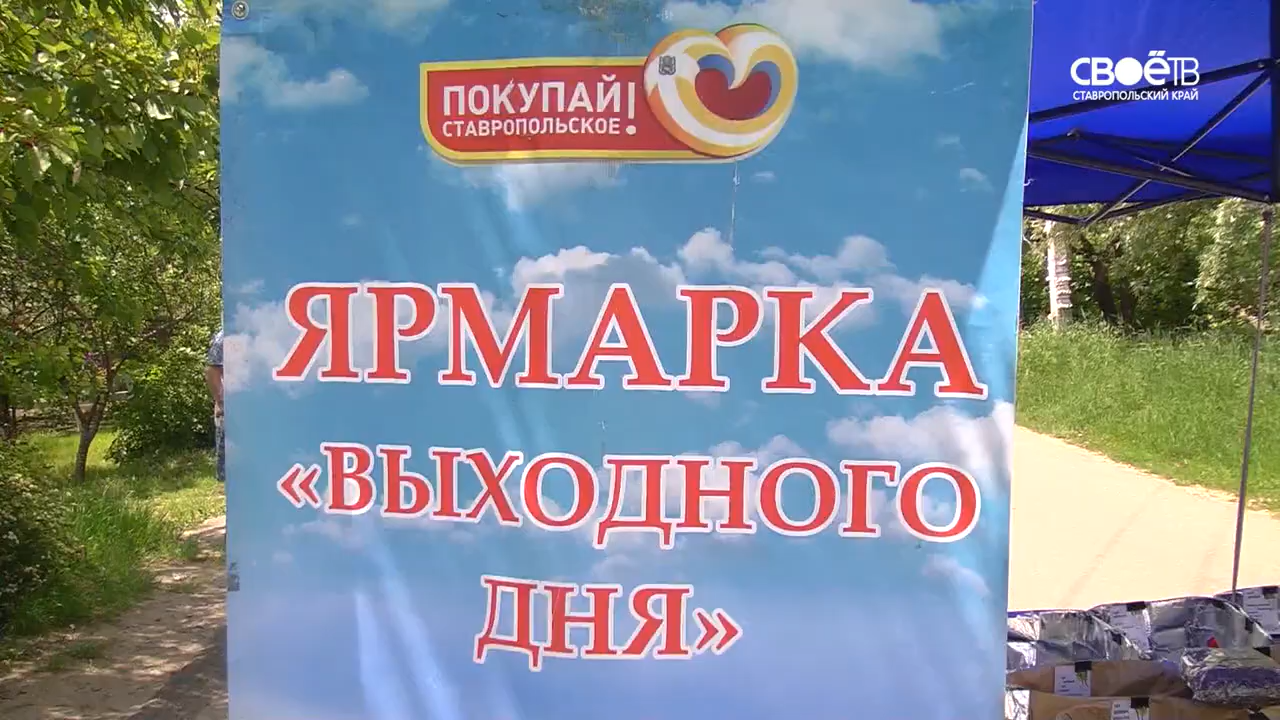 ПОКУПАЙ!
СТАВРОПОЛЬСКОЕ
СВОЁТВ
СТАВРОПОЛЬСКИЙ КРАЙ
ЯРМАРКА
«ВЫХОДНОГО
ДНЯ»